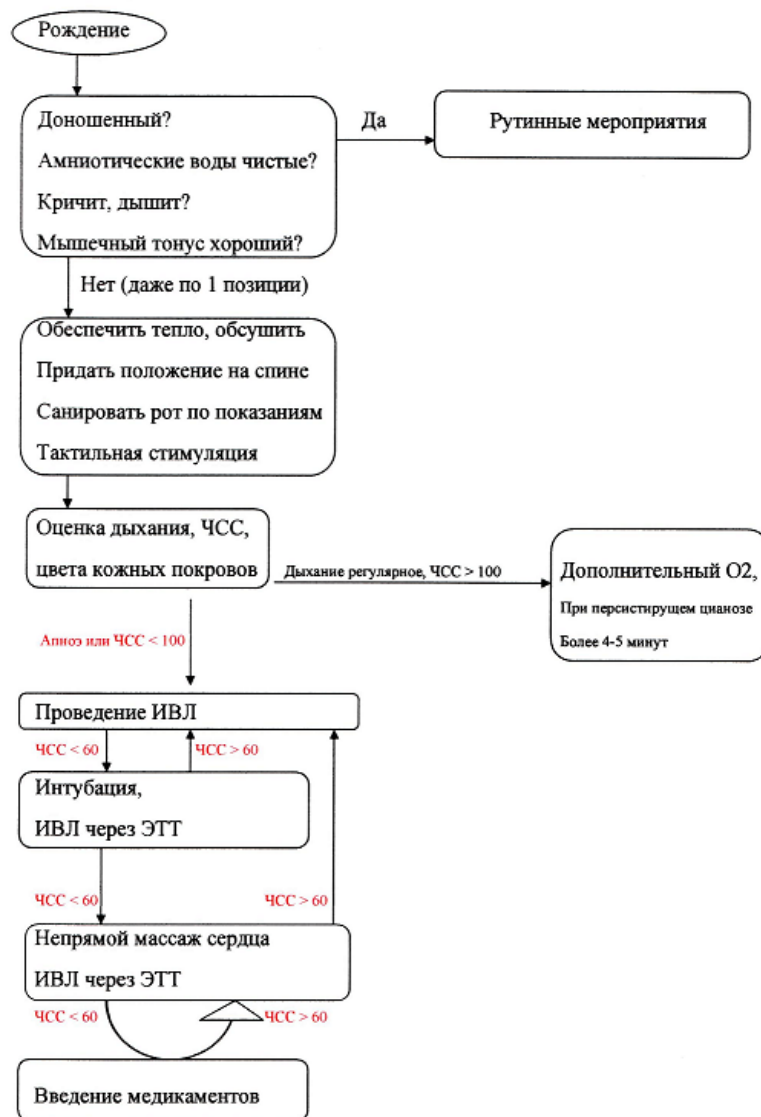 Рождение
Доношенный?
Амниотические воды чистые?
Кричит, дышит?
Мышечный тонус хороший?
Да
Рутинные мероприятия
Нет (даже по 1 позиции)
Обеспечить тепло, обсушить
Придать положение на спине
Санировать рот по показаниям
Тактильная стимуляция
Оценка дыхания, ЧСС,
цвета кожных покровов
Дыхание регулярное, ЧСС > 100
Дополнительный О2,
При персистирущем цианозе
Более 4-5 минут
Апноэ или ЧСС < 100
Проведение ИВЛ
ЧСС < 60
ЧСС > 60
Интубация,
ИВЛ через ЭТТ
ЧСС < 60
ЧСС > 60
Непрямой массаж сердца
ИВЛ через ЭТТ
ЧСС < 60
ЧСС > 60
Введение медикаментов